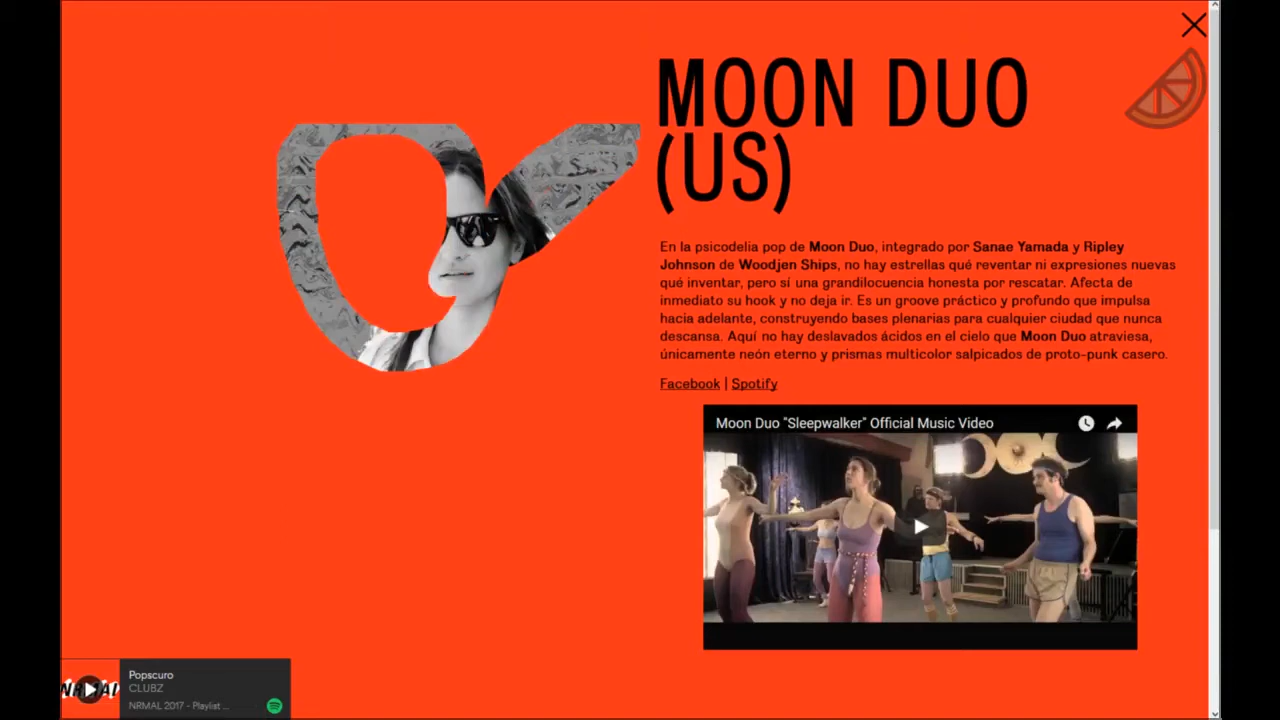 MOON DUO
(US)
En la psicodelia pop de Moon Duo, integrado por Sanae Yamada y Ripley
Johnson de Woodjen Ships, no hay estrellas qué reventar ni expresiones nuevas
qué inventar, pero sí una grandilocuencia honesta por rescatar. Afecta de
inmediato su hook y no deja ir. Es un groove práctico y profundo que impulsa
hacia adelante, construyendo bases plenarias para cualquier ciudad que nunca
descansa. Aquí no hay deslavados ácidos en el cielo que Moon Duo atraviesa,
únicamente neón eterno y prismas multicolor salpicados de proto-punk casero.
Facebook | Spotify
Moon Duo "Sleepwalker" Official Music Video
NRMAL
Popscuro
CLUBZ
NRMAL 2017 - Playlist ...